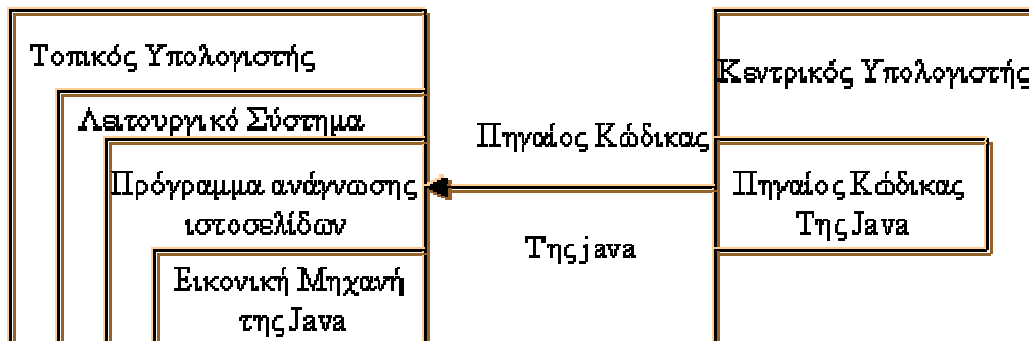 Τοπικός Υπολογιστής
Λειτουργικό Σύστημα
Πρόγραμμα ανάγνωσης
ιστοσελίδων
Εικονική Μηχανή
της Java
Πηγαίος Κώδικας
Της java
Κεντρικός Υπολογιστής
Πηγαίος Κώδικας
Της Java